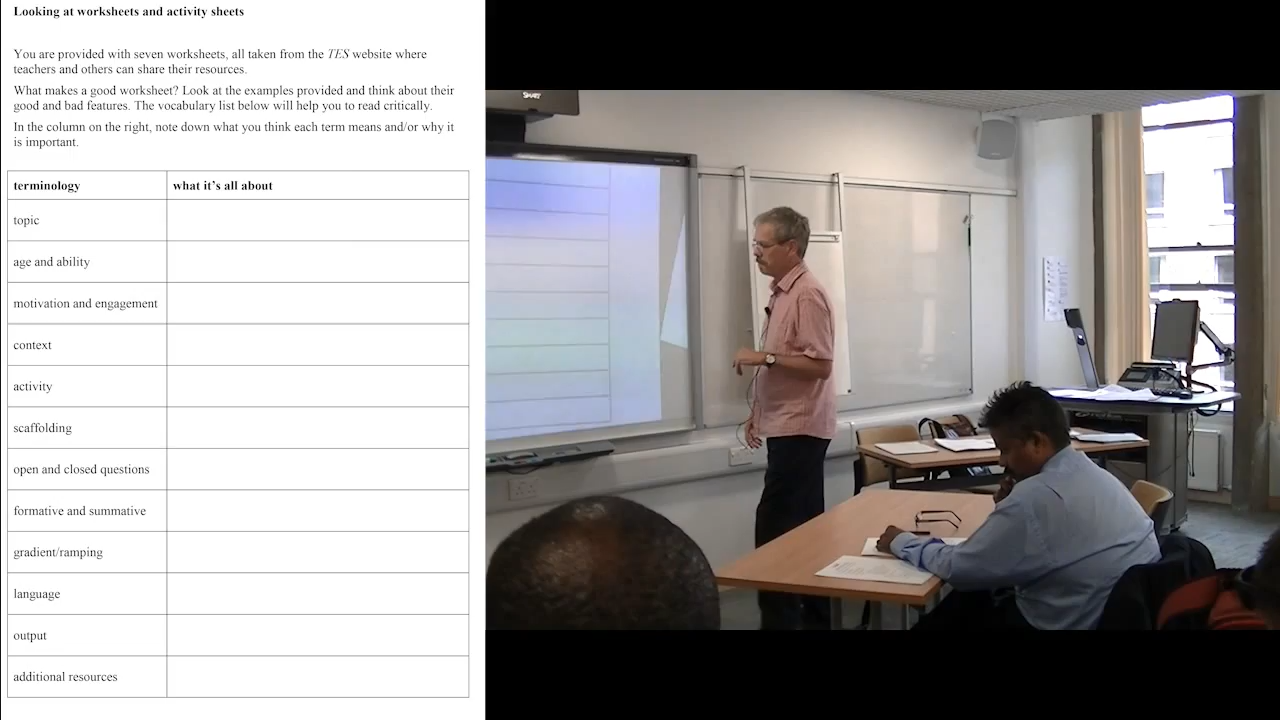 Looking at worksheets and activity sheets
You are provided with seven worksheets, all taken from the TES website where
teachers and others can share their resources.
What makes a good worksheet? Look at the examples provided and think about their
good and bad features. The vocabulary list below will help you to read critically.
In the column on the right, note down what you think each term means and/or why it
is important.
terminology what it's all about
topic
age and ability
motivation and engagement
context
activity
scaffolding
open and closed questions
formative and summative
gradient/ramping
language
output
additional resources
SMART